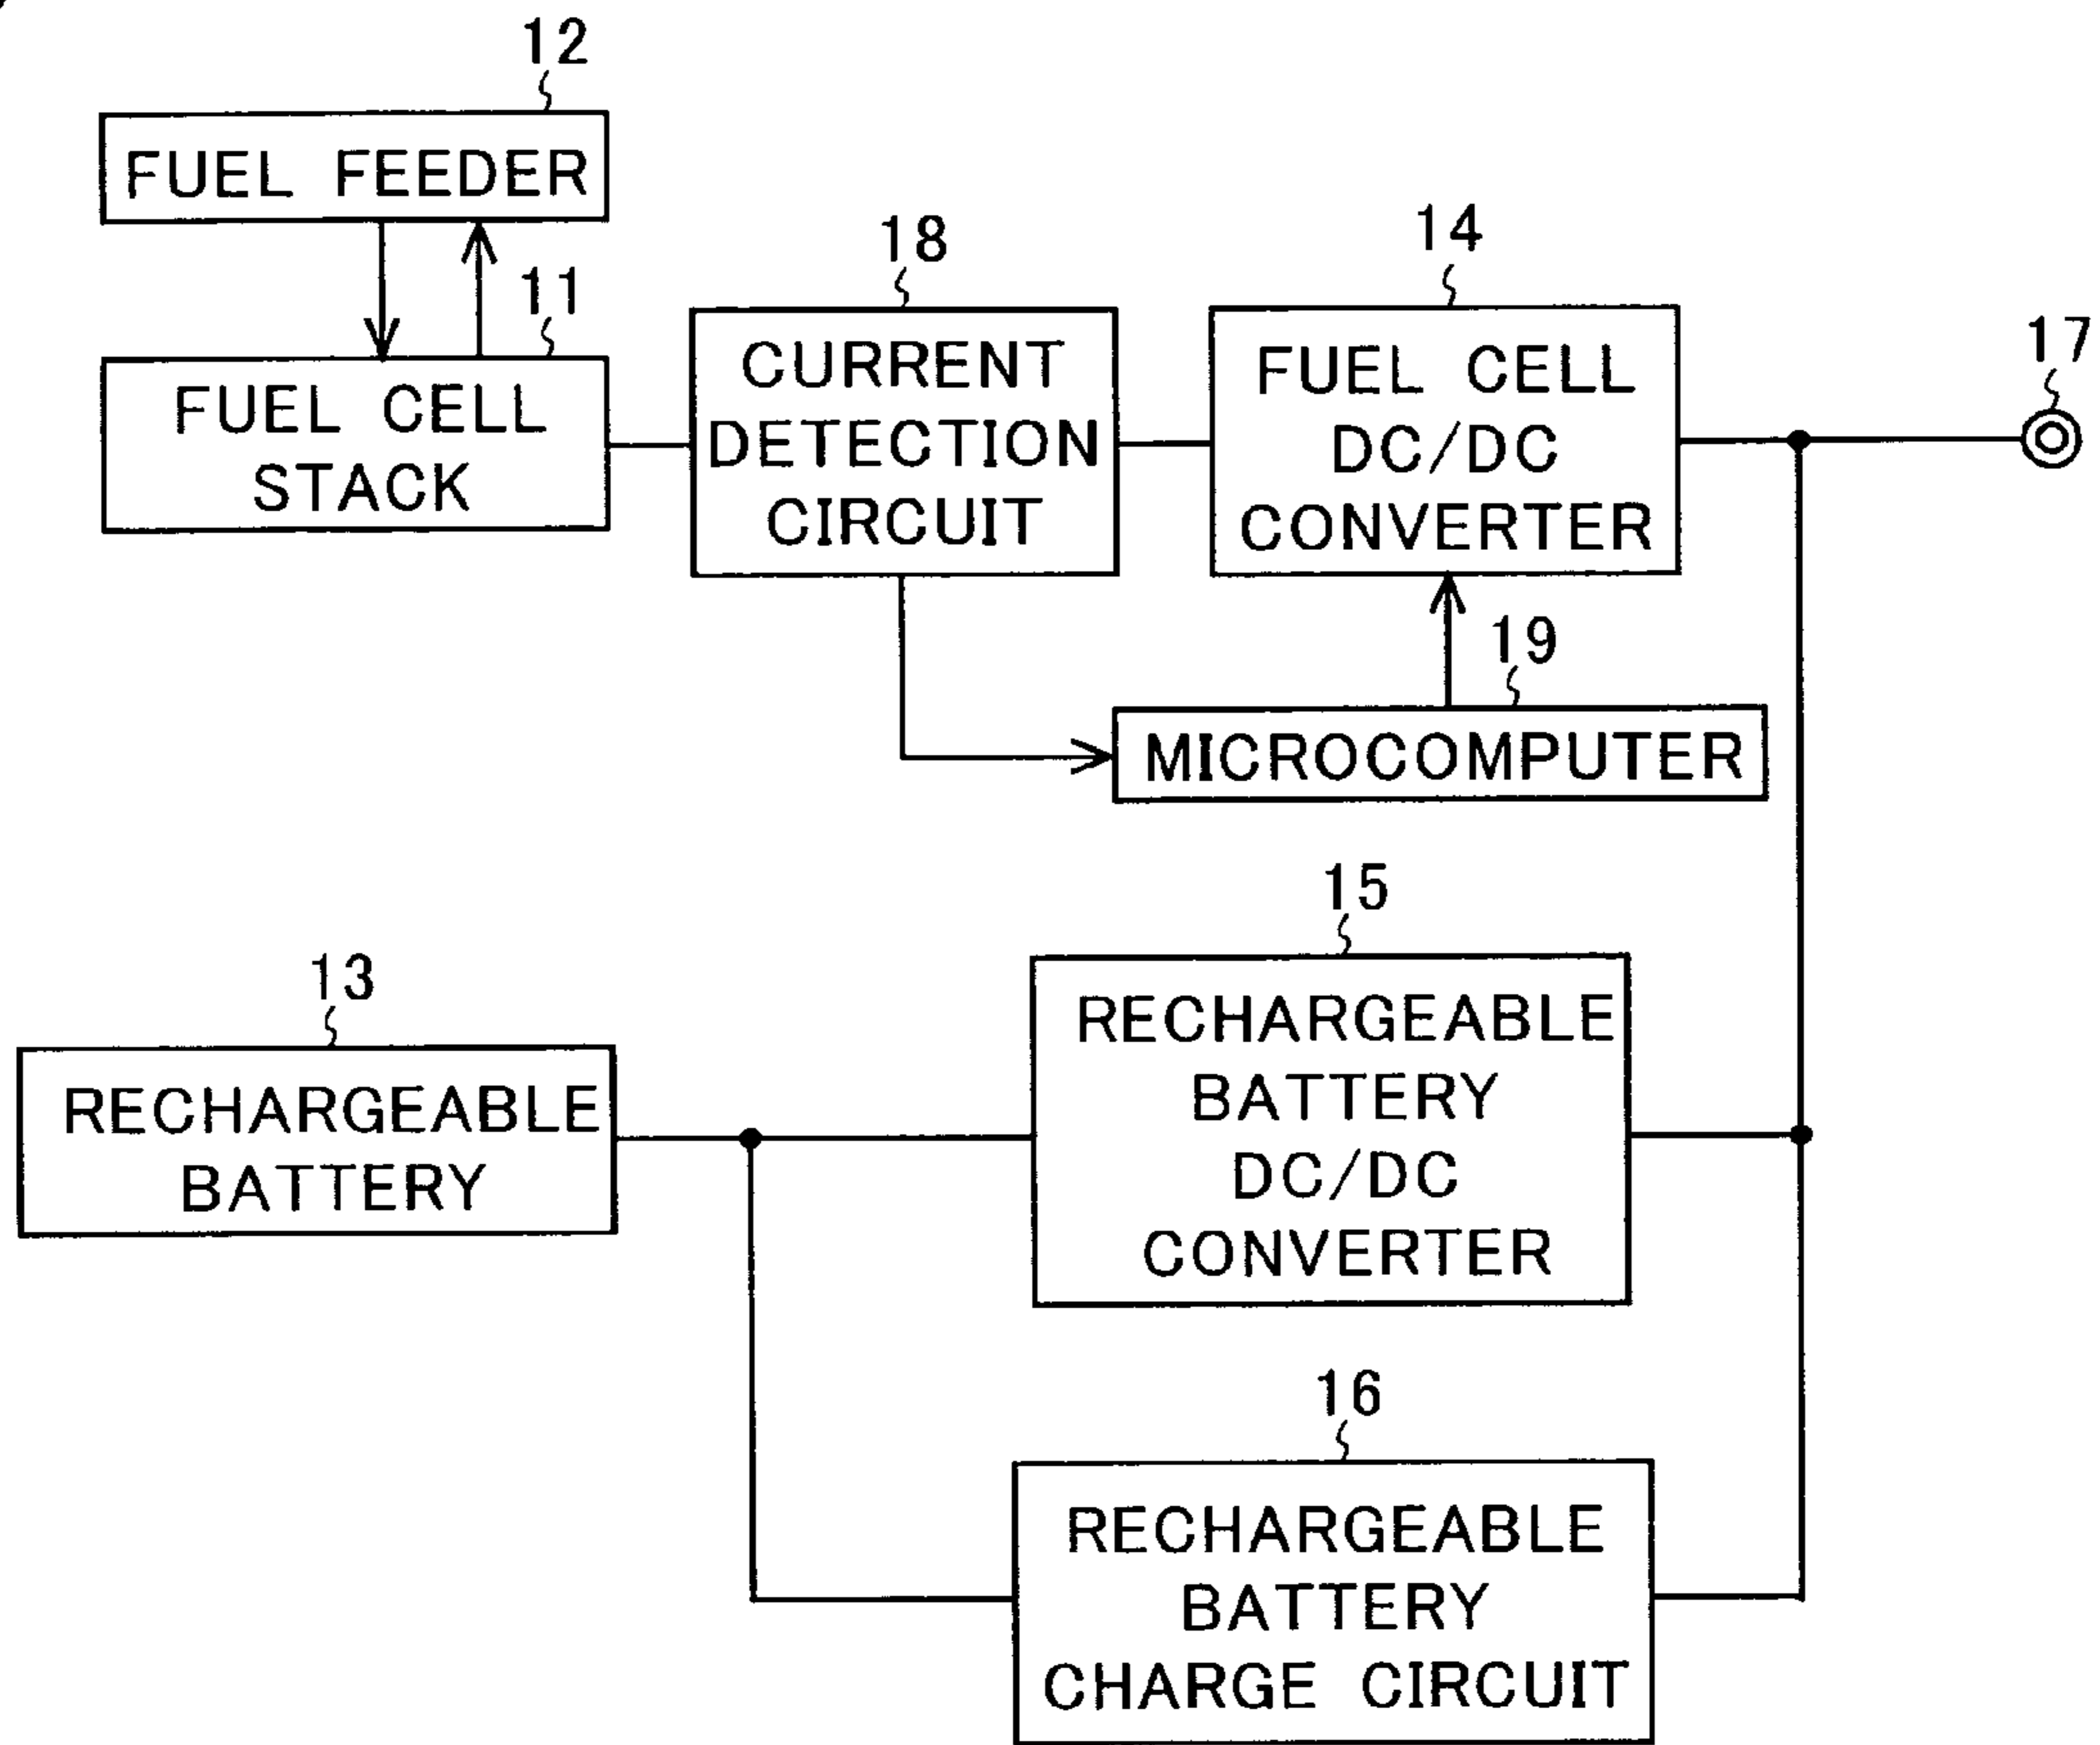 12
FUEL FEEDER
11
FUEL CELL
STACK
18
CURRENT
DETECTION
CIRCUIT
14
FUEL CELL
DC/DC
CONVERTER
17
19
MICROCOMPUTER
13
RECHARGEABLE
BATTERY
15
RECHARGEABLE
BATTERY
DC/DC
CONVERTER
16
RECHARGEABLE
BATTERY
CHARGE CIRCUIT